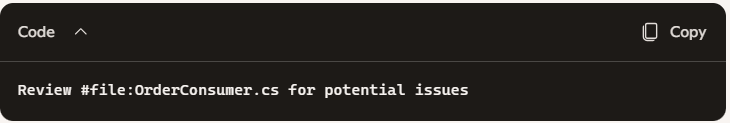 Code
Copy
Review #file:OrderConsumer.cs for potential issues